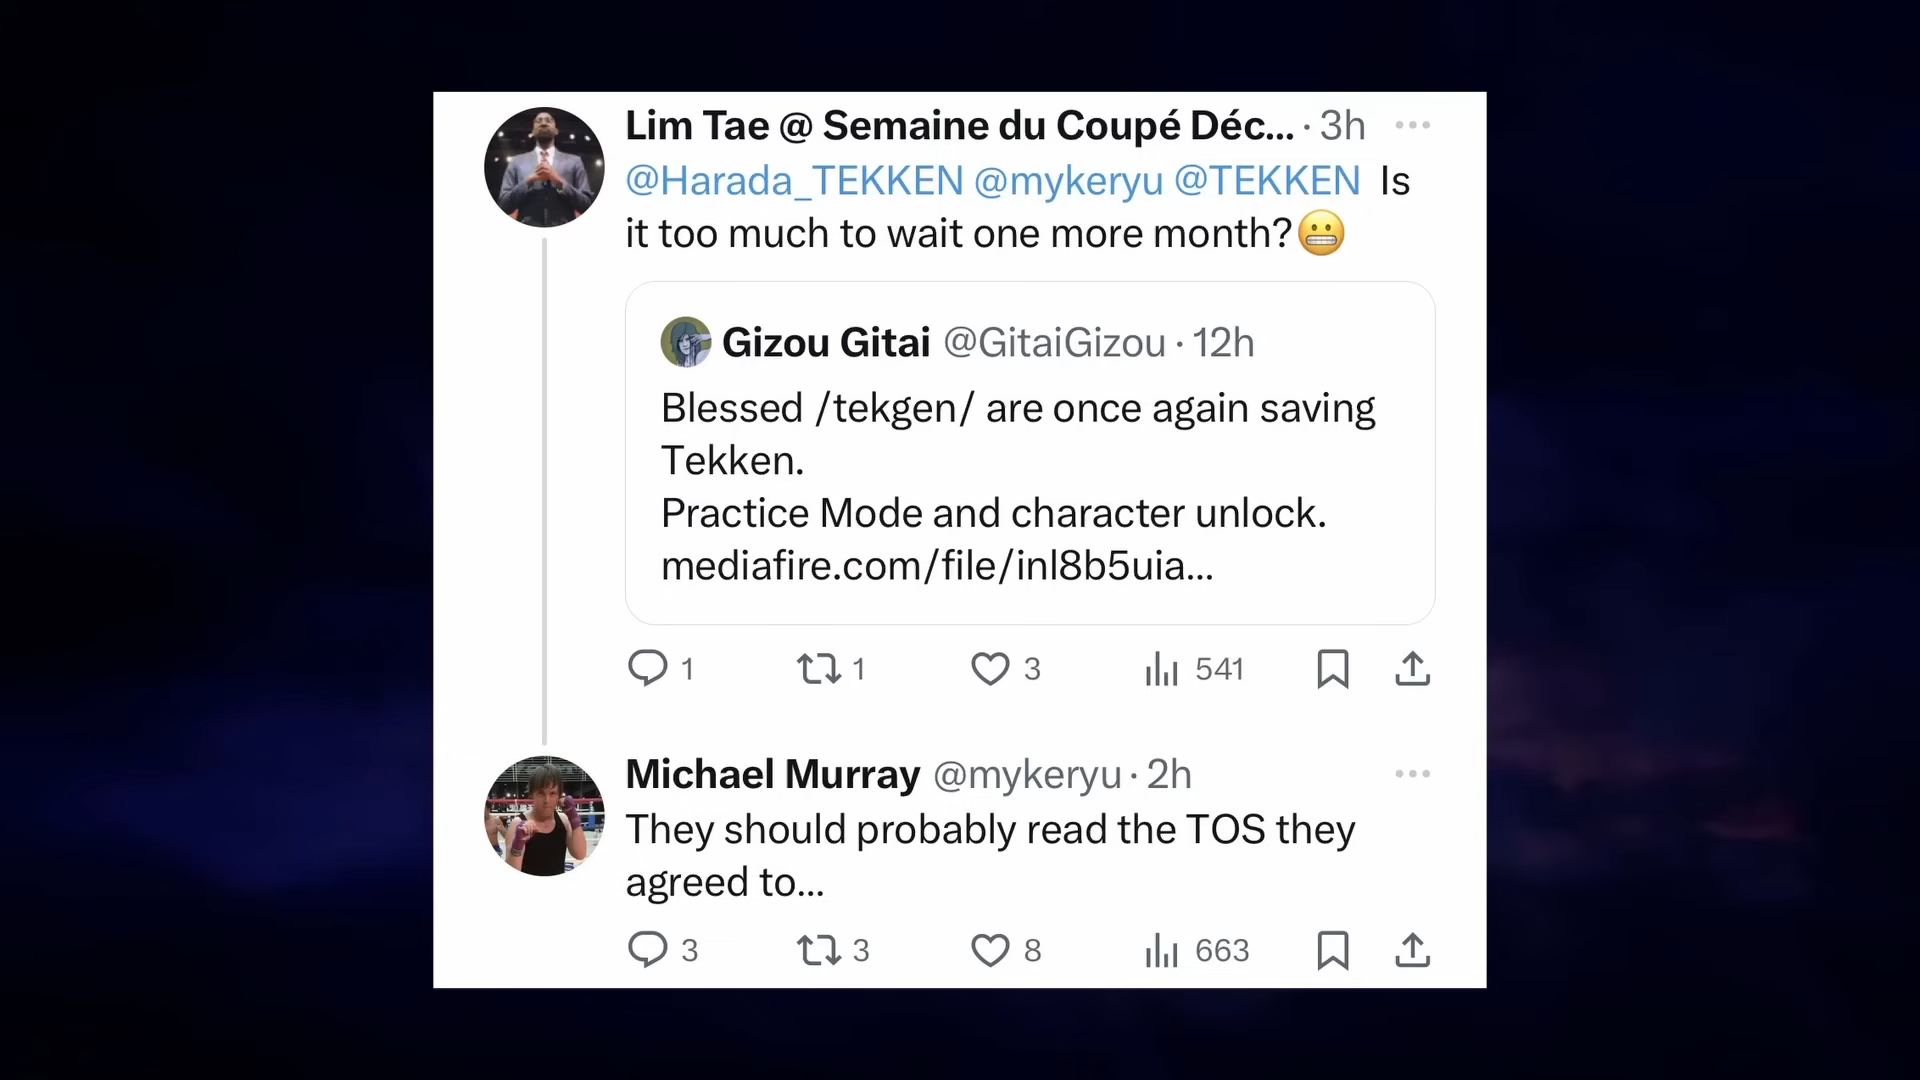 Lim Tae @ Semaine du Coupé Déc... · 3h
@Harada_TEKKEN @mykeryu @TEKKEN Is
it too much to wait one more month?😬
Gizou Gitai @GitaiGizou · 12h
Blessed /tekgen/ are once again saving
Tekken.
Practice Mode and character unlock.
mediafire.com/file/inl8b5uia...
1 1 3 541
Michael Murray @mykeryu · 2h
They should probably read the TOS they
agreed to...
3 3 8 663